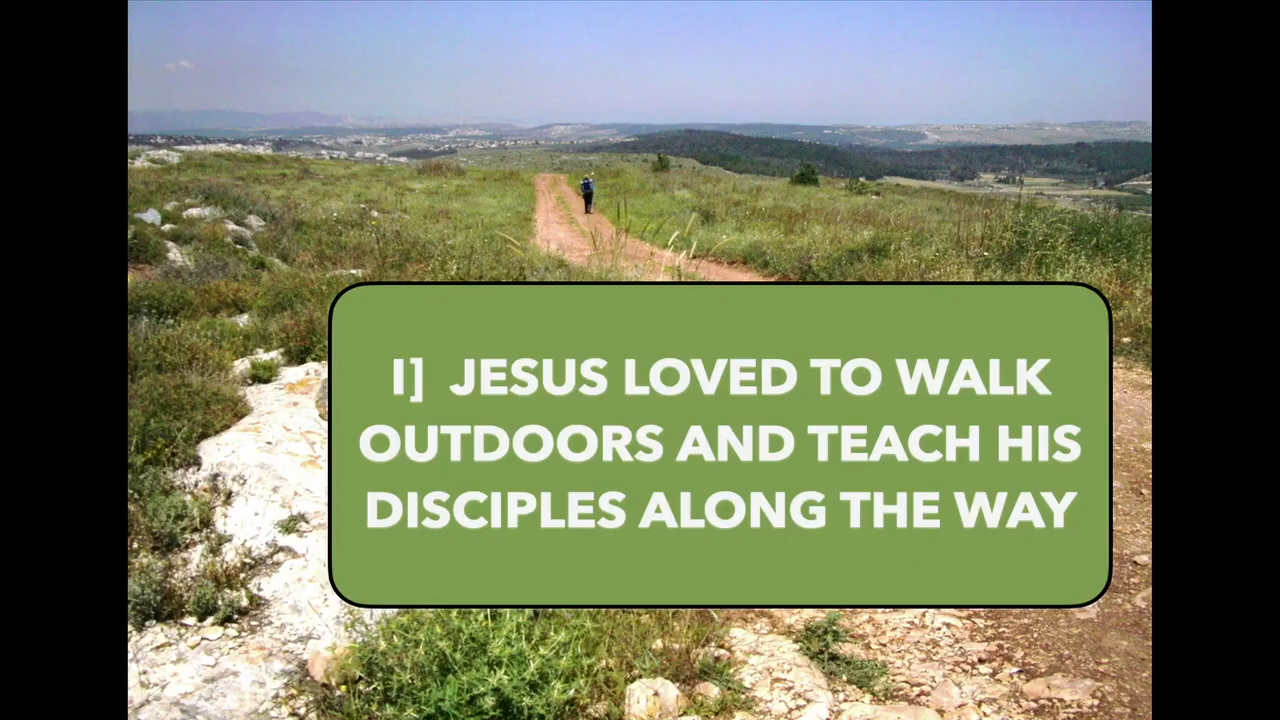 I] JESUS LOVED TO WALK
OUTDOORS AND TEACH HIS
DISCIPLES ALONG THE WAY